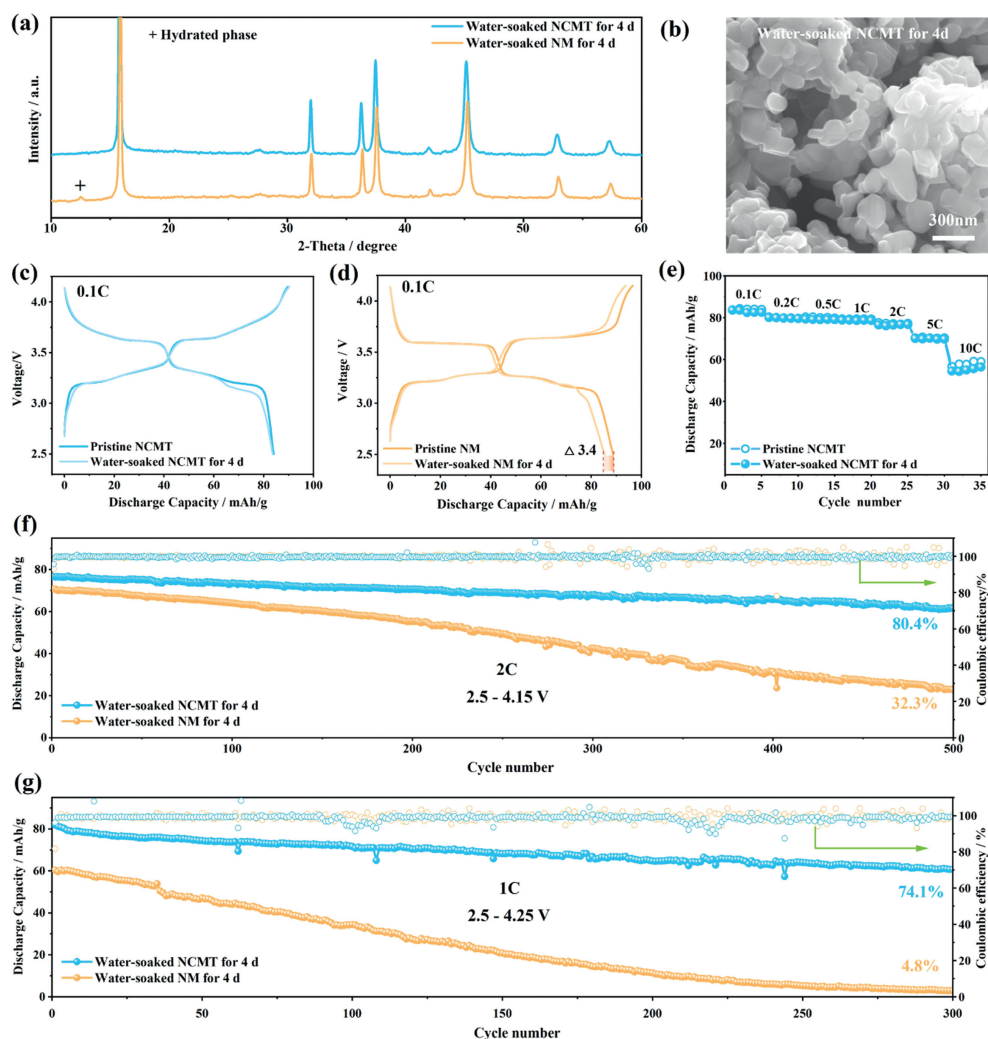 (a)
+ Hydrated phase
Water-soaked NCMT for 4 d
Water-soaked NM for 4 d
+
Intensity / a.u.
10 20 30 40 50 60
2-Theta / degree
(b)
Water-soaked NCMT for 4d
300nm
(c)
0.1C
4.0
3.5
3.0
2.5
Voltage/V
Pristine NCMT
Water-soaked NCMT for 4 d
0 20 40 60 80 100
Discharge Capacity / mAh/g
(d)
0.1C
4.0
3.5
3.0
2.5
Voltage / V
Pristine NM
Water-soaked NM for 4 d
△ 3.4
0 20 40 60 80 100
Discharge Capacity / mAh/g
(e)
100
80
60
40
20
0
Discharge Capacity / mAh/g
0.1C 0.2C 0.5C 1C 2C 5C 10C
Pristine NCMT
Water-soaked NCMT for 4 d
0 5 10 15 20 25 30 35
Cycle number
(f)
80
60
40
20
0
Discharge Capacity / mAh/g
2C
2.5 - 4.15 V
Water-soaked NCMT for 4 d
Water-soaked NM for 4 d
80.4%
32.3%
100
80
60
40
20
0
Coulombic efficiency/%
0 100 200 300 400 500
Cycle number
(g)
80
60
40
20
0
Discharge Capacity / mAh/g
1C
2.5 - 4.25 V
Water-soaked NCMT for 4 d
Water-soaked NM for 4 d
74.1%
4.8%
100
80
60
40
20
0
Coulombic efficiency / %
0 50 100 150 200 250 300
Cycle number